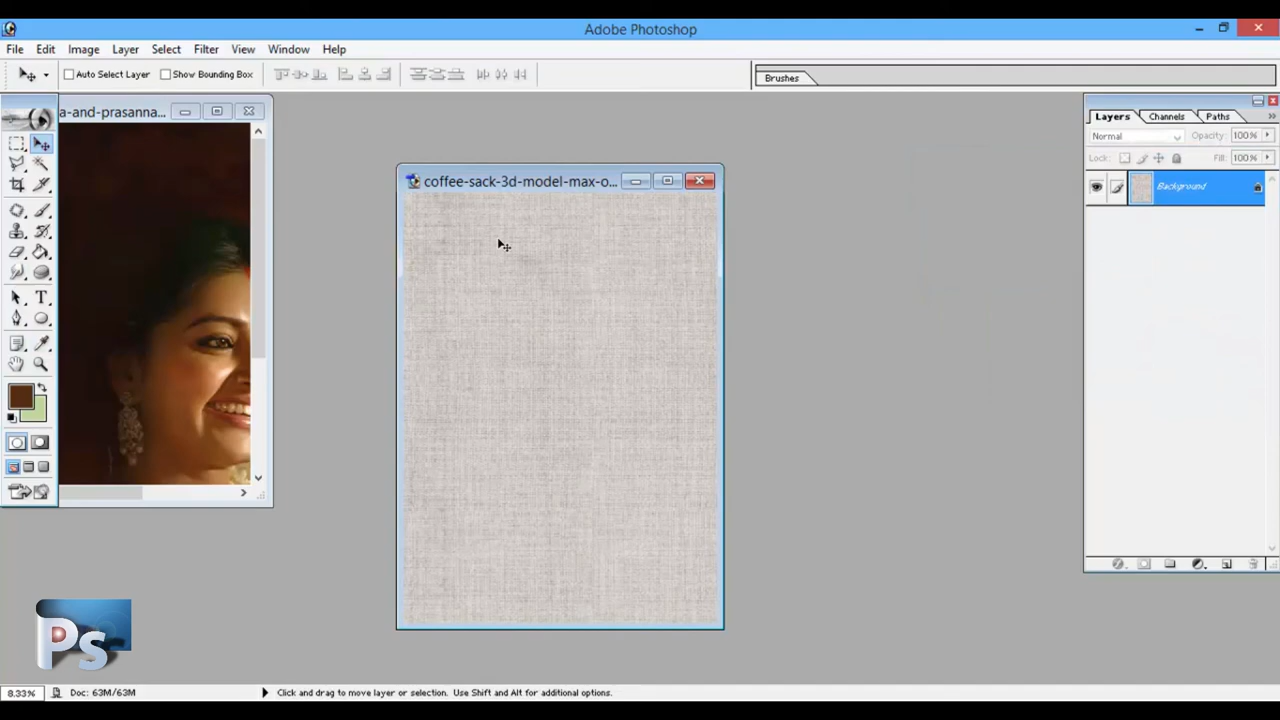 Adobe Photoshop
File Edit Image Layer Select Filter View Window Help
Auto Select Layer Show Bounding Box
Brushes
a-and-prasanna...
coffee-sack-3d-model-max-o...
Layers Channels Paths
Normal Opacity: 100%
Lock: Fill: 100%
Background
T
Ps
8.33% Doc: 63M/63M Click and drag to move layer or selection. Use Shift and Alt for additional options.